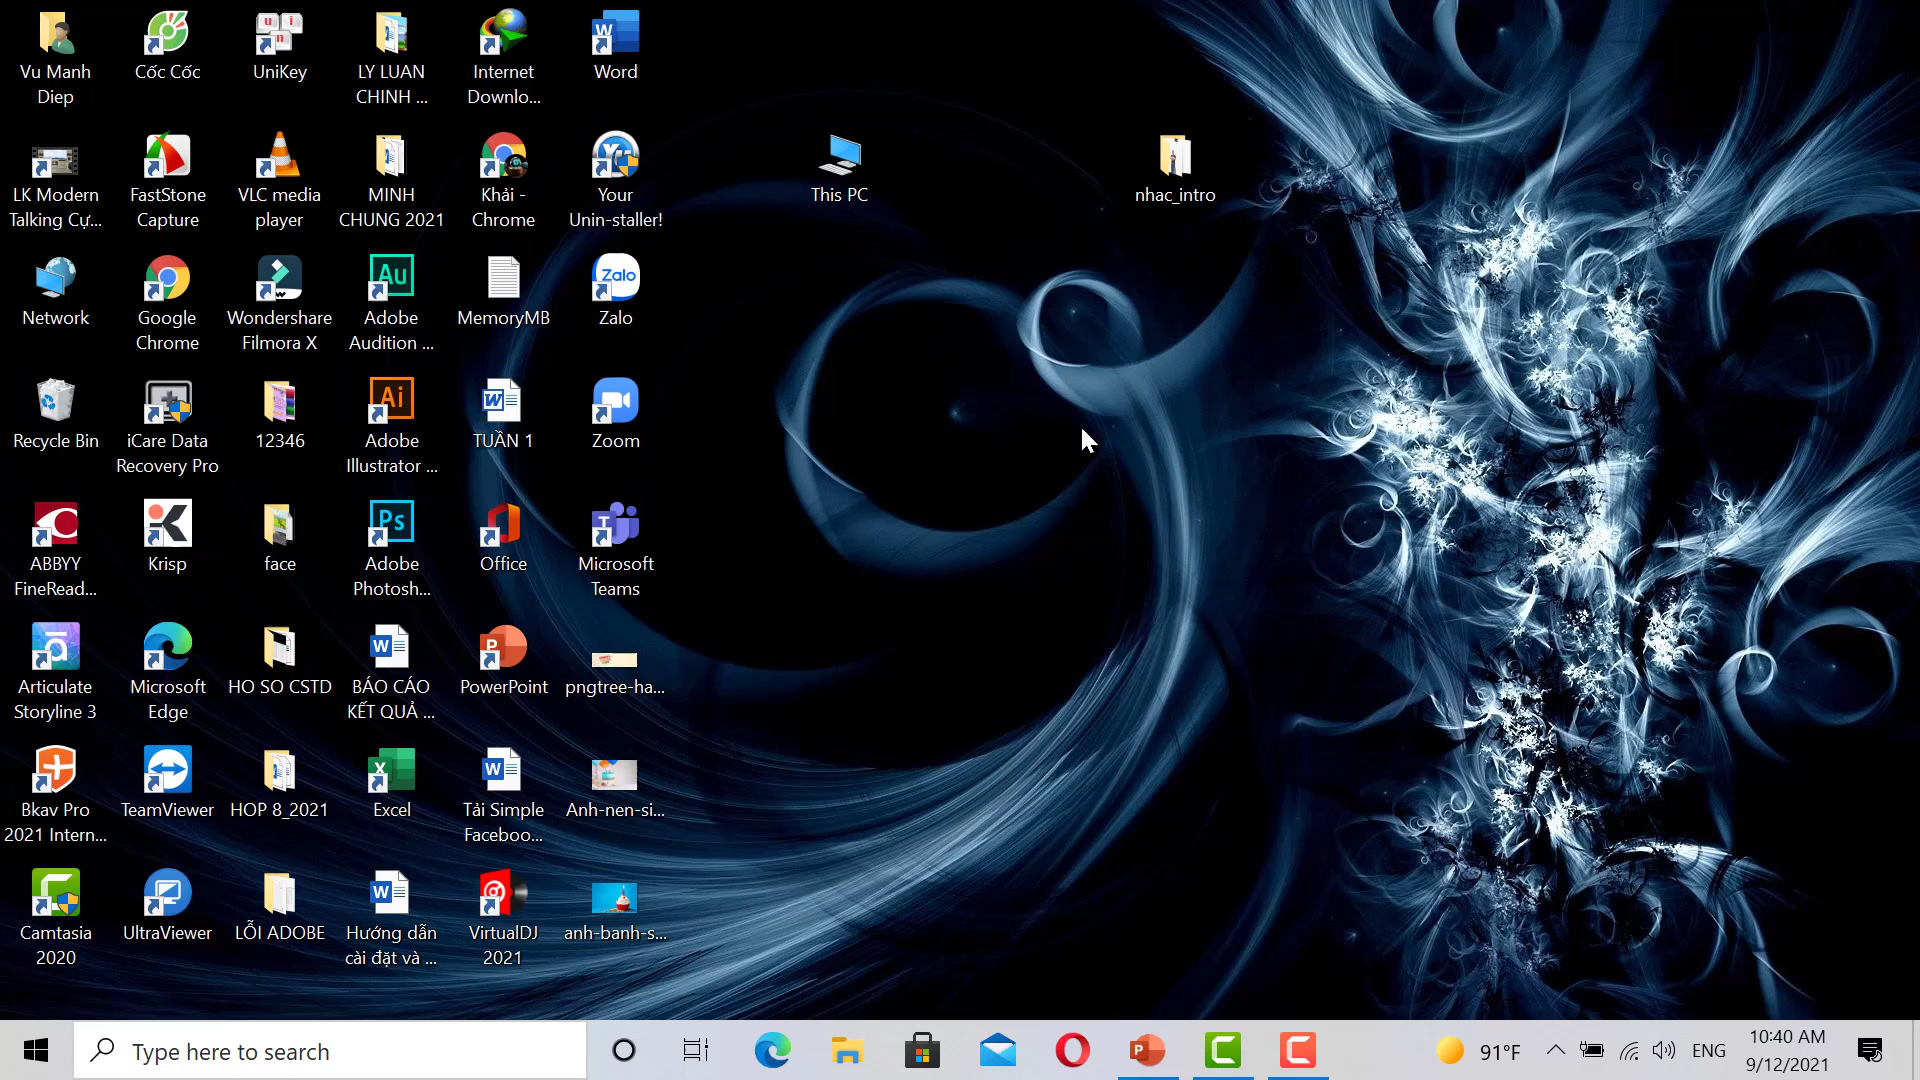 Vu Manh
Diep
Cốc Cốc
UniKey
LY LUAN
CHINH ...
Internet
Downlo...
Word
LK Modern
Talking Cự...
FastStone
Capture
VLC media
player
MINH
CHUNG 2021
Khải -
Chrome
Your
Unin-staller!
This PC
nhac_intro
Network
Google
Chrome
Wondershare
Filmora X
Adobe
Audition ...
MemoryMB
Zalo
Recycle Bin
iCare Data
Recovery Pro
12346
Adobe
Illustrator ...
TUẦN 1
Zoom
ABBYY
FineRead...
Krisp
face
Adobe
Photosh...
Office
Microsoft
Teams
Articulate
Storyline 3
Microsoft
Edge
HO SO CSTD
BÁO CÁO
KẾT QUẢ ...
PowerPoint
pngtree-ha...
Bkav Pro
2021 Intern...
TeamViewer
HOP 8_2021
Excel
Tải Simple
Faceboo...
Anh-nen-si...
Camtasia
2020
UltraViewer
LỖI ADOBE
Hướng dẫn
cài đặt và ...
VirtualDJ
2021
anh-banh-s...
Type here to search
91°F
ENG
10:40 AM
9/12/2021